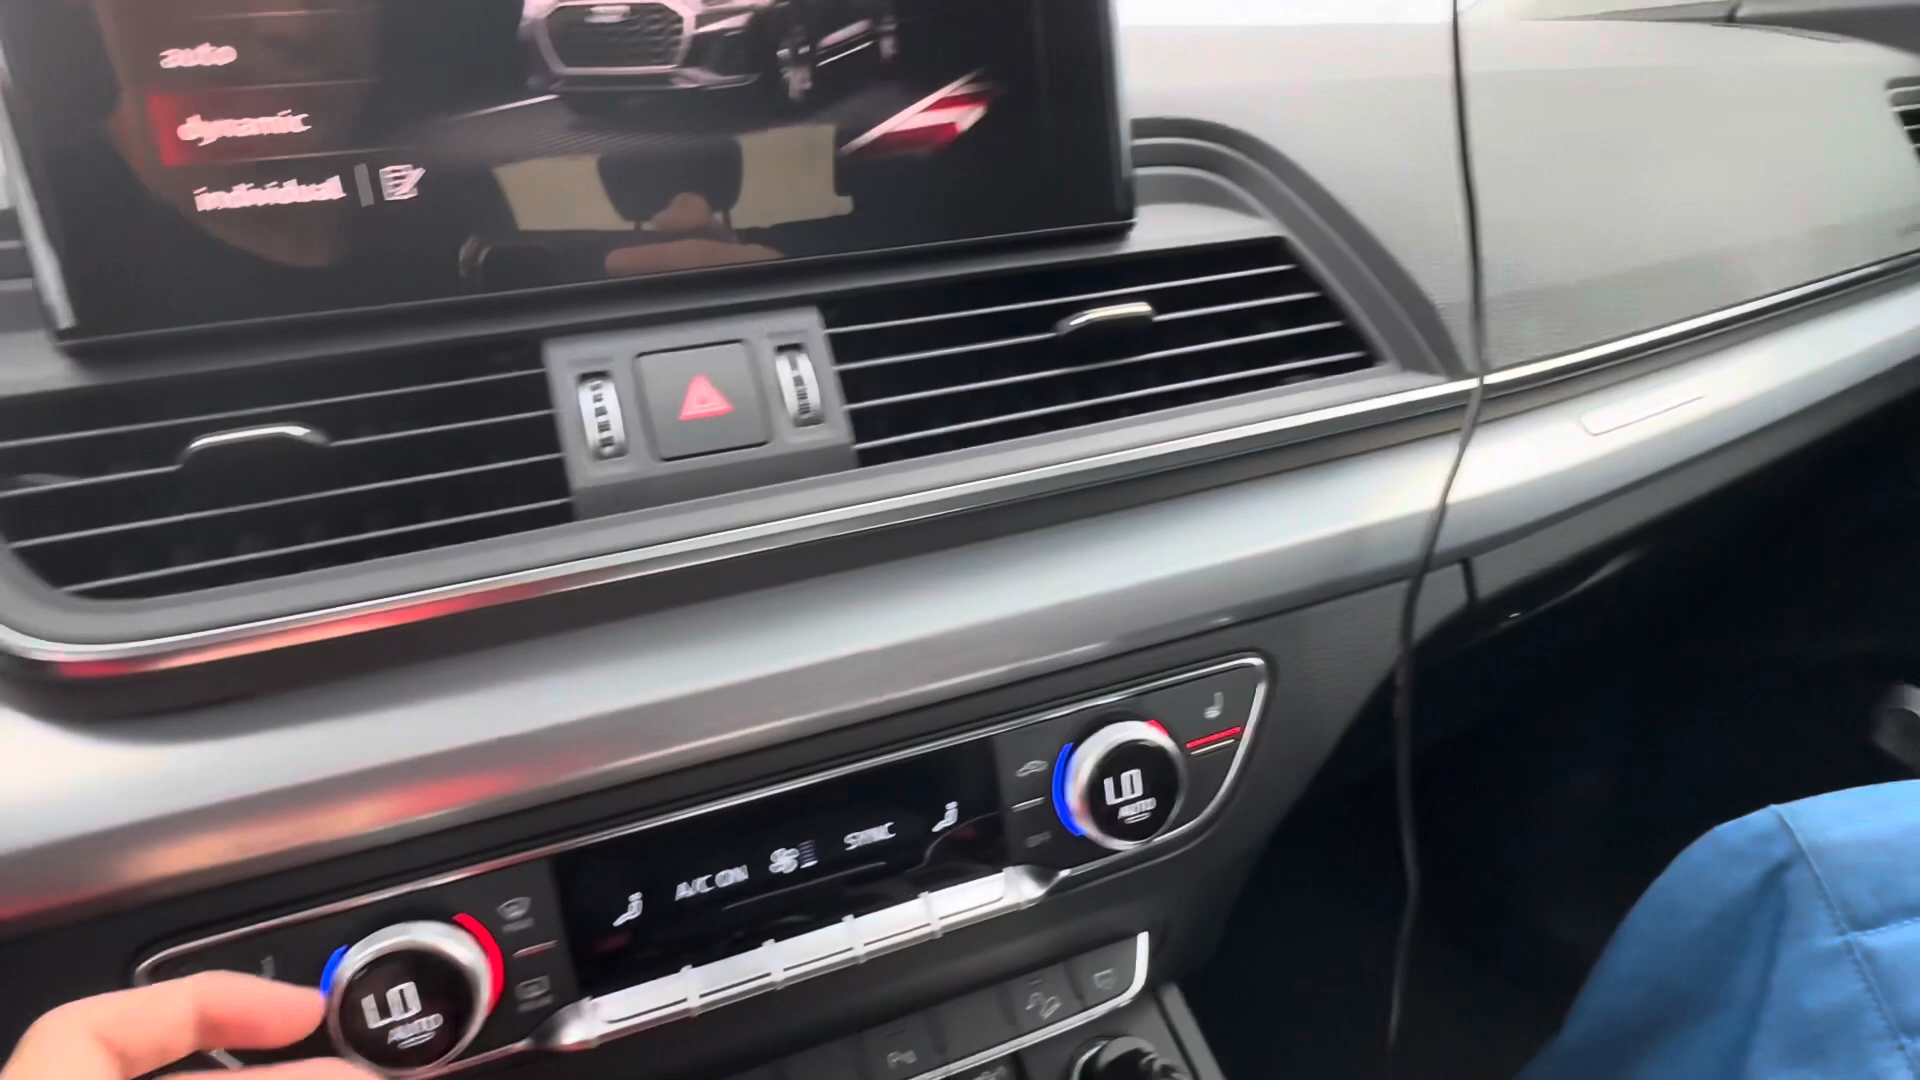 auto
dynamic
individual
A/C ON
SYNC
LO
AUTO
LO
AUTO